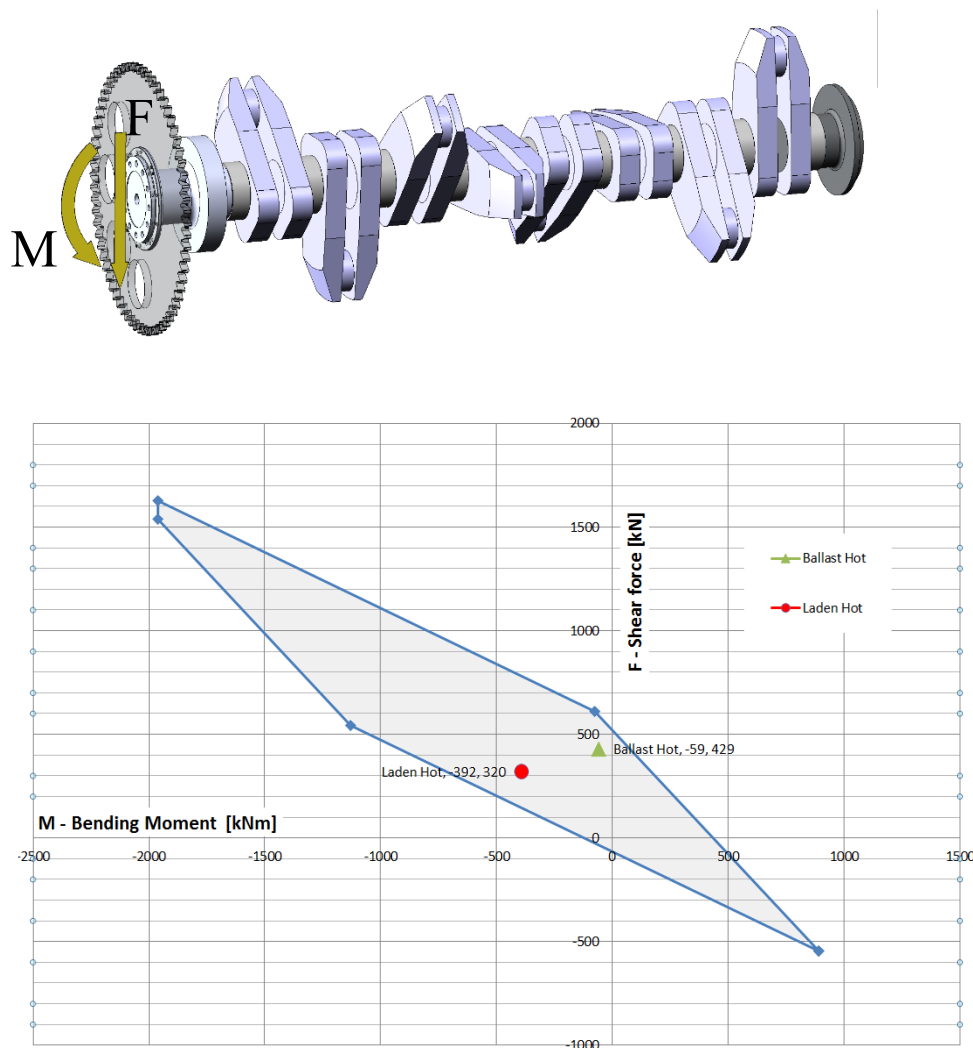 F
M
2000
1500
F - Shear force [kN]
Ballast Hot
Laden Hot
1000
500
Ballast Hot, -59, 429
Laden Hot, -392, 320
M - Bending Moment [kNm]
-0
-2500 -2000 -1500 -1000 -500 0 500 1000 1500
-500
-1000